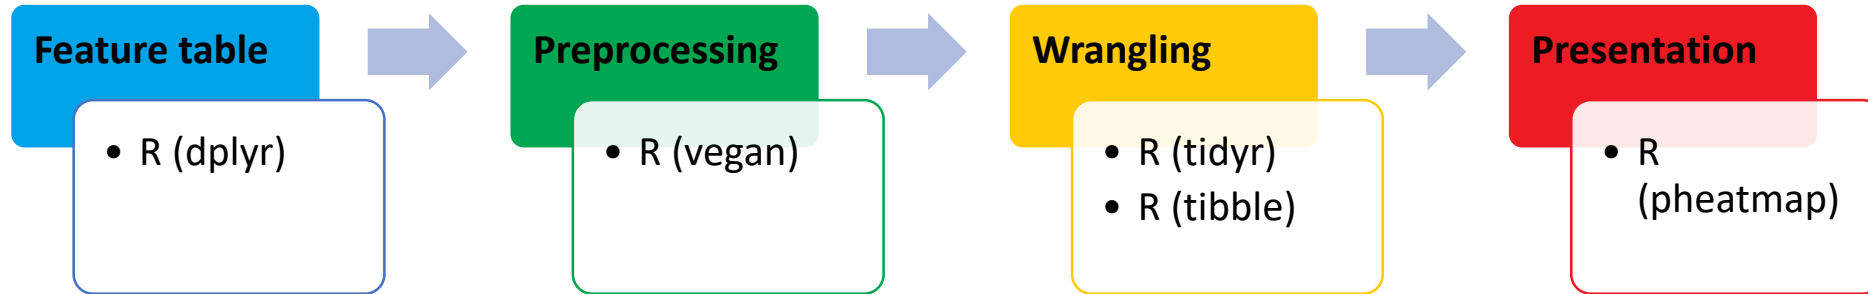 Feature table
• R (dplyr)
Preprocessing
• R (vegan)
Wrangling
• R (tidyr)
• R (tibble)
Presentation
• R
(pheatmap)